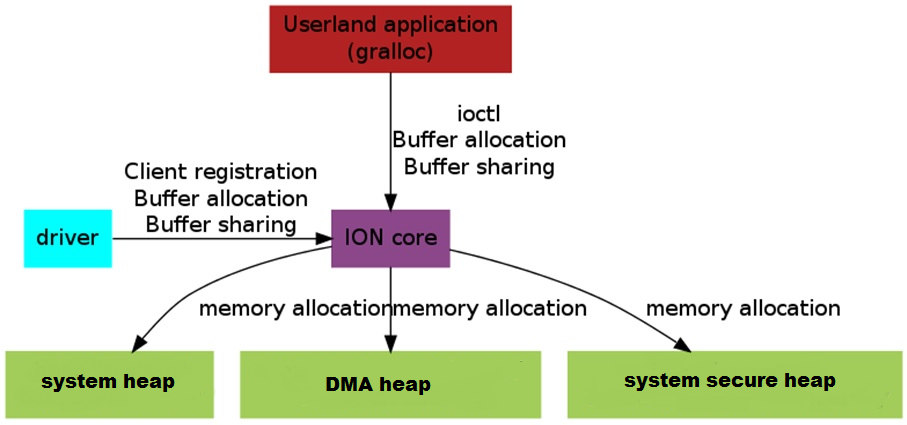 Userland application
(gralloc)
ioctl
Buffer allocation
Buffer sharing
Client registration
Buffer allocation
Buffer sharing
driver
ION core
memory allocation
memory allocation
memory allocation
system heap
DMA heap
system secure heap